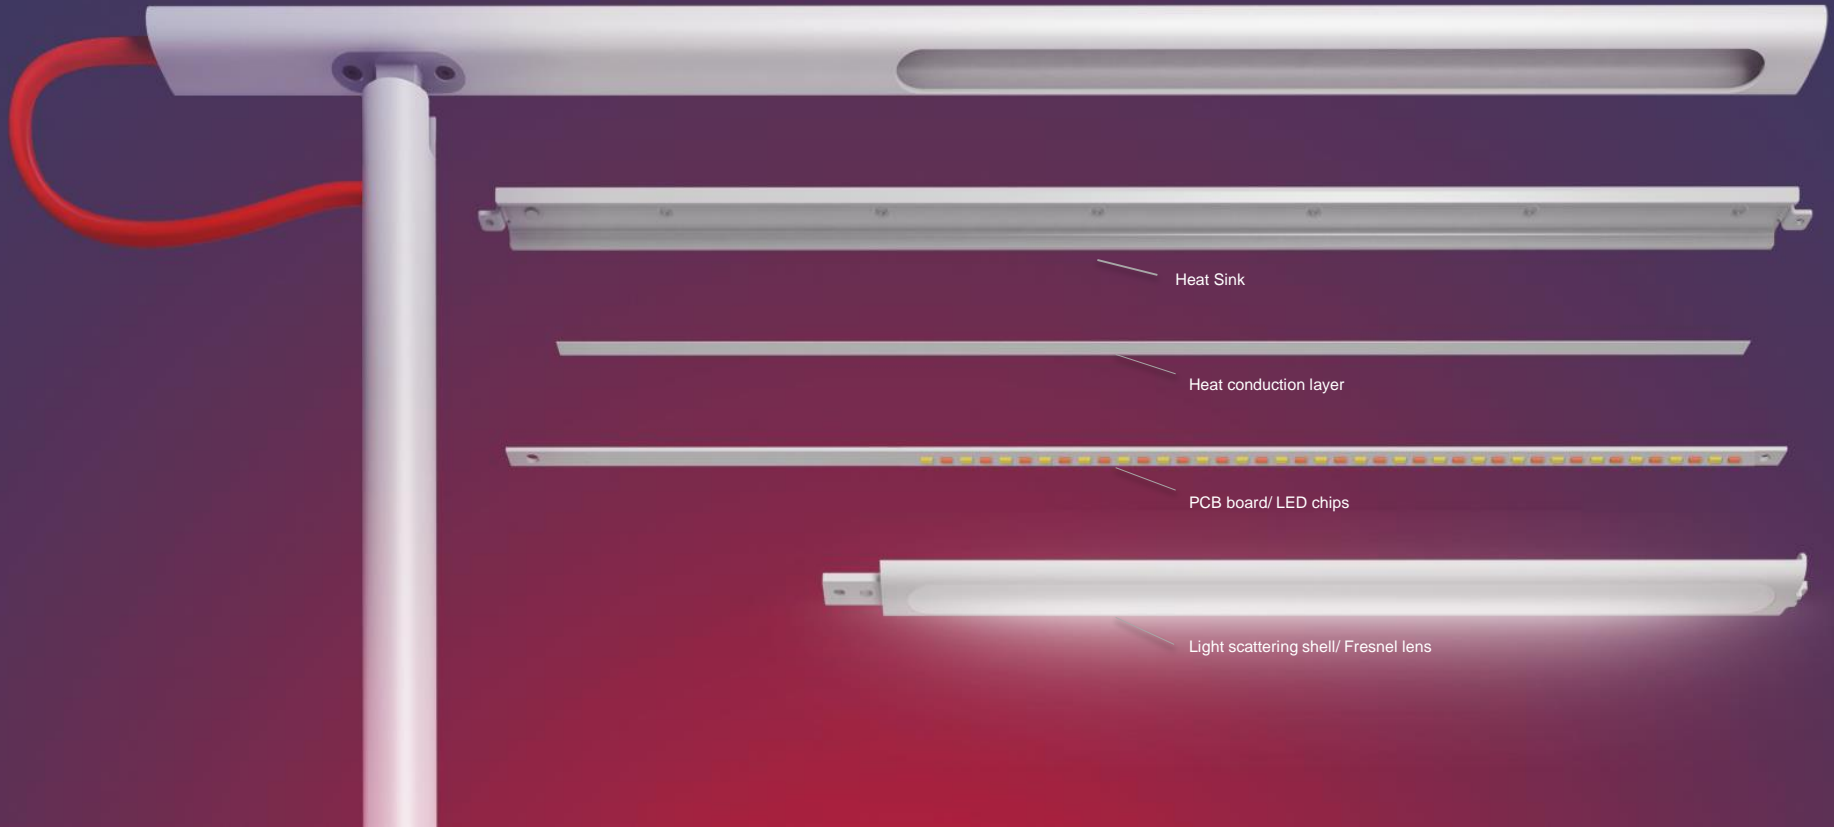 Heat Sink
Heat conduction layer
PCB board/ LED chips
Light scattering shell/ Fresnel lens